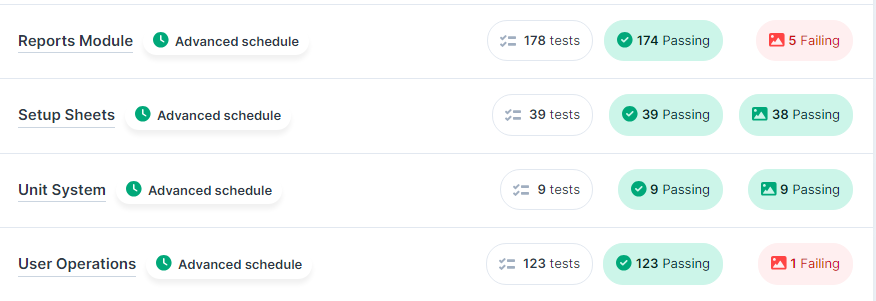 Reports Module Advanced schedule 178 tests 174 Passing 5 Failing
Setup Sheets Advanced schedule 39 tests 39 Passing 38 Passing
Unit System Advanced schedule 9 tests 9 Passing 9 Passing
User Operations Advanced schedule 123 tests 123 Passing 1 Failing